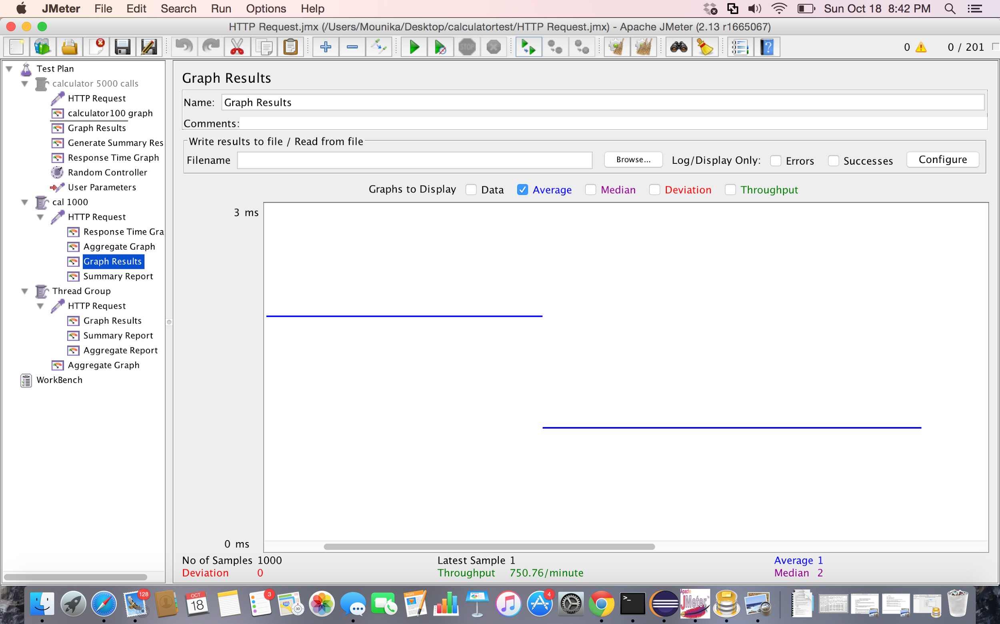 JMeter File Edit Search Run Options Help Sun Oct 18 8:42 PM
HTTP Request.jmx (/Users/Mounika/Desktop/calculatortest/HTTP Request.jmx) - Apache JMeter (2.13 r1665067)
STOP ? 0 0 / 201
Test Plan
calculator 5000 calls
HTTP Request
calculator100 graph
Graph Results
Generate Summary Res
Response Time Graph
Random Controller
User Parameters
cal 1000
HTTP Request
Response Time Gra
Aggregate Graph
Graph Results
Summary Report
Thread Group
HTTP Request
Graph Results
Summary Report
Aggregate Report
Aggregate Graph
WorkBench
Graph Results
Name: Graph Results
Comments:
Write results to file / Read from file
Filename Browse... Log/Display Only: Errors Successes Configure
Graphs to Display Data Average Median Deviation Throughput
3 ms
0 ms
No of Samples 1000 Latest Sample 1 Average 1
Deviation 0 Throughput 750.76/minute Median 2
128 OCT 18 3 280 3D PAGES 4 >_ Apache JMeter